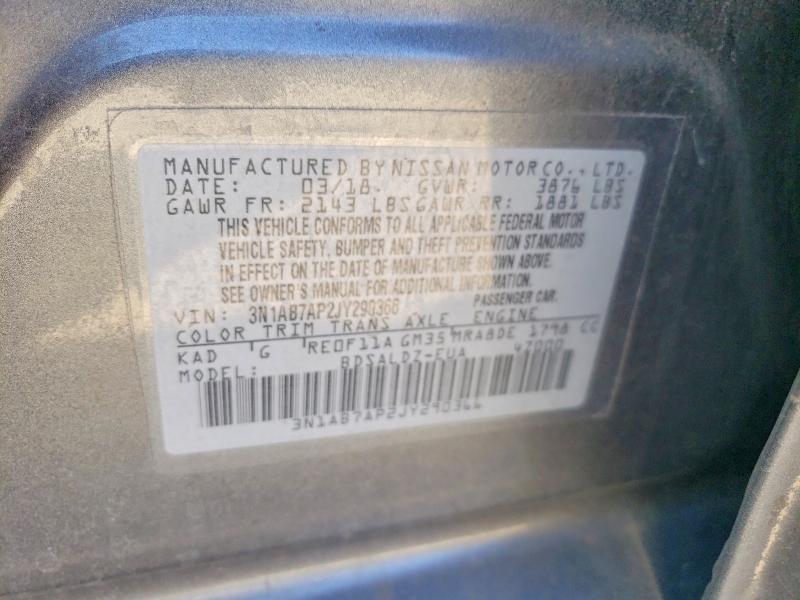 MANUFACTURED BY NISSAN MOTOR CO., LTD.
DATE: 03/18 GVWR: 3876 LBS
GAWR FR: 2143 LBS GAWR RR: 1881 LBS
THIS VEHICLE CONFORMS TO ALL APPLICABLE FEDERAL MOTOR
VEHICLE SAFETY, BUMPER AND THEFT PREVENTION STANDARDS
IN EFFECT ON THE DATE OF MANUFACTURE SHOWN ABOVE.
SEE OWNER'S MANUAL FOR ADDITIONAL INFORMATION.
VIN: 3N1AB7AP2JY290366 PASSENGER CAR.
COLOR TRIM TRANS AXLE ENGINE
KAD G RE0F11A GM35 MRA8DE 1798 CC
MODEL: BDSALDZ-EUA 47000
3N1AB7AP2JY290366